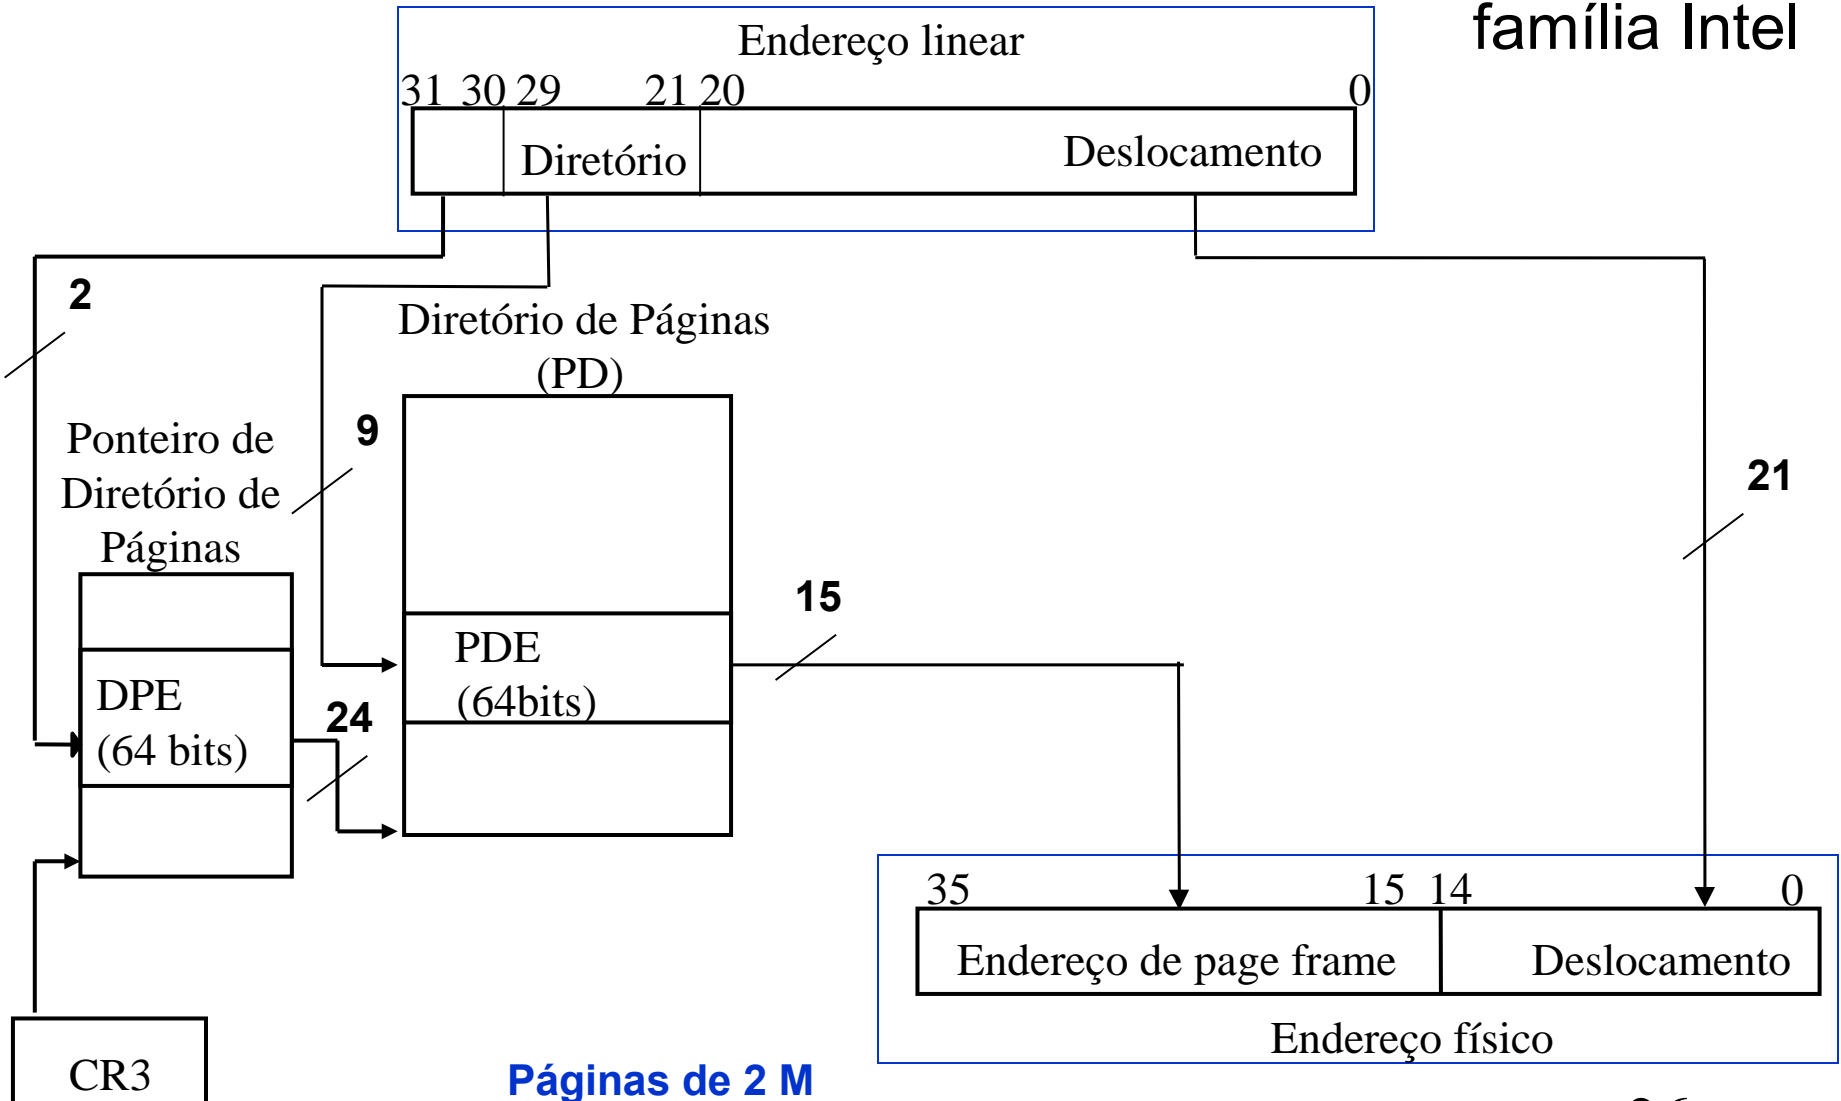 família Intel
Endereço linear
31 30 29 21 20 0
Diretório
Deslocamento
2
Diretório de Páginas
(PD)
9
Ponteiro de
Diretório de
Páginas
21
15
PDE
(64bits)
DPE
(64 bits)
24
35 15 14 0
Endereço de page frame
Deslocamento
Endereço físico
CR3
Páginas de 2 M